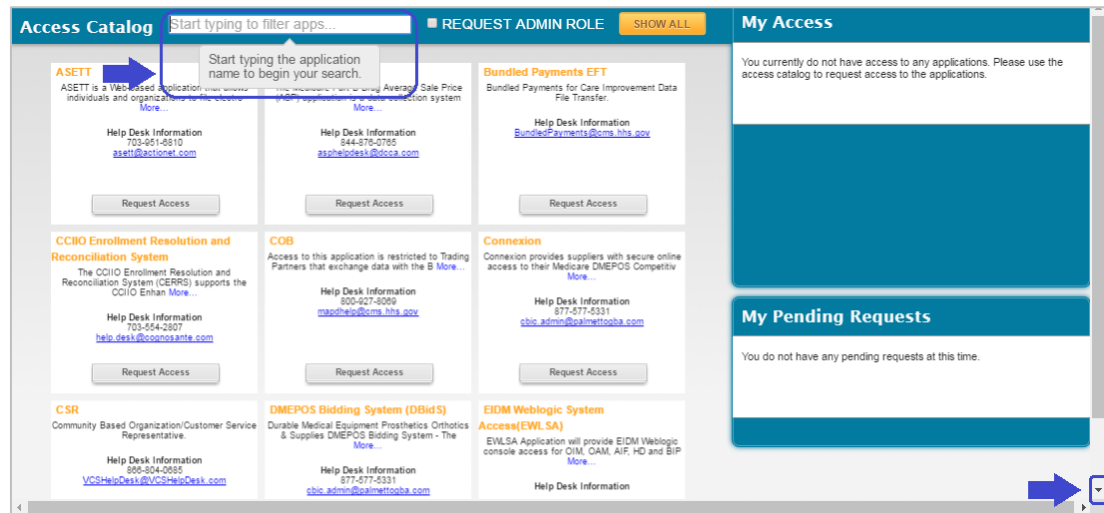 Access Catalog
Start typing to filter apps...
REQUEST ADMIN ROLE
SHOW ALL
Start typing the application
name to begin your search.
ASETT
ASETT is a Web-based application that allows
individuals and organizations to file electro
More...
Help Desk Information
703-951-6810
asett@actionet.com
Request Access
The Medicare Part B Drug Average Sale Price
(ASP) application is a data collection system
More...
Help Desk Information
844-876-0765
asphelpdesk@dcca.com
Request Access
Bundled Payments EFT
Bundled Payments for Care Improvement Data
File Transfer.
Help Desk Information
BundledPayments@cms.hhs.gov
Request Access
CCIIO Enrollment Resolution and
Reconciliation System
The CCIIO Enrollment Resolution and
Reconciliation System (CERRS) supports the
CCIIO Enhan More...
Help Desk Information
703-554-2807
help.desk@cognosante.com
Request Access
COB
Access to this application is restricted to Trading
Partners that exchange data with the B More...
Help Desk Information
800-927-8069
mapdhelp@cms.hhs.gov
Request Access
Connexion
Connexion provides suppliers with secure online
access to their Medicare DMEPOS Competitiv
More...
Help Desk Information
877-577-5331
cbic.admin@palmettogba.com
Request Access
CSR
Community Based Organization/Customer Service
Representative.
Help Desk Information
866-804-0685
VCSHelpDesk@VCSHelpDesk.com
DMEPOS Bidding System (DBidS)
Durable Medical Equipment Prosthetics Orthotics
& Supplies DMEPOS Bidding System - The
More...
Help Desk Information
877-577-5331
cbic.admin@palmettogba.com
EIDM Weblogic System
Access(EWLSA)
EWLSA Application will provide EIDM Weblogic
console access for OIM, OAM, AIF, HD and BIP
More...
Help Desk Information
My Access
You currently do not have access to any applications. Please use the
access catalog to request access to the applications.
My Pending Requests
You do not have any pending requests at this time.